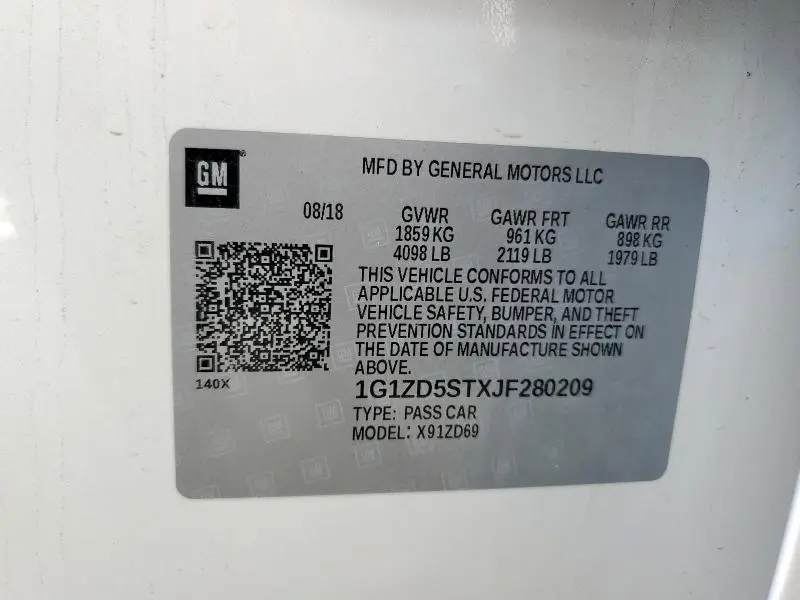 GM
MFD BY GENERAL MOTORS LLC
08/18 GVWR GAWR FRT GAWR RR
1859 KG 961 KG 898 KG
4098 LB 2119 LB 1979 LB
THIS VEHICLE CONFORMS TO ALL
APPLICABLE U.S. FEDERAL MOTOR
VEHICLE SAFETY, BUMPER, AND THEFT
PREVENTION STANDARDS IN EFFECT ON
THE DATE OF MANUFACTURE SHOWN
ABOVE.
140X
1G1ZD5STXJF280209
TYPE: PASS CAR
MODEL: X91ZD69